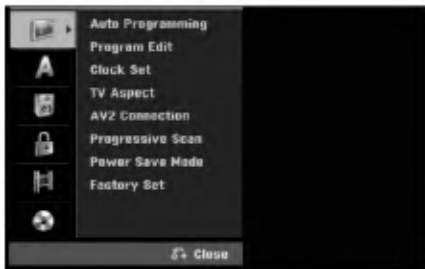 Auto Programming
Program Edit
Clock Set
TV Aspect
A
AV2 Connection
Progressive Scan
Power Save Mode
Factory Set
Close